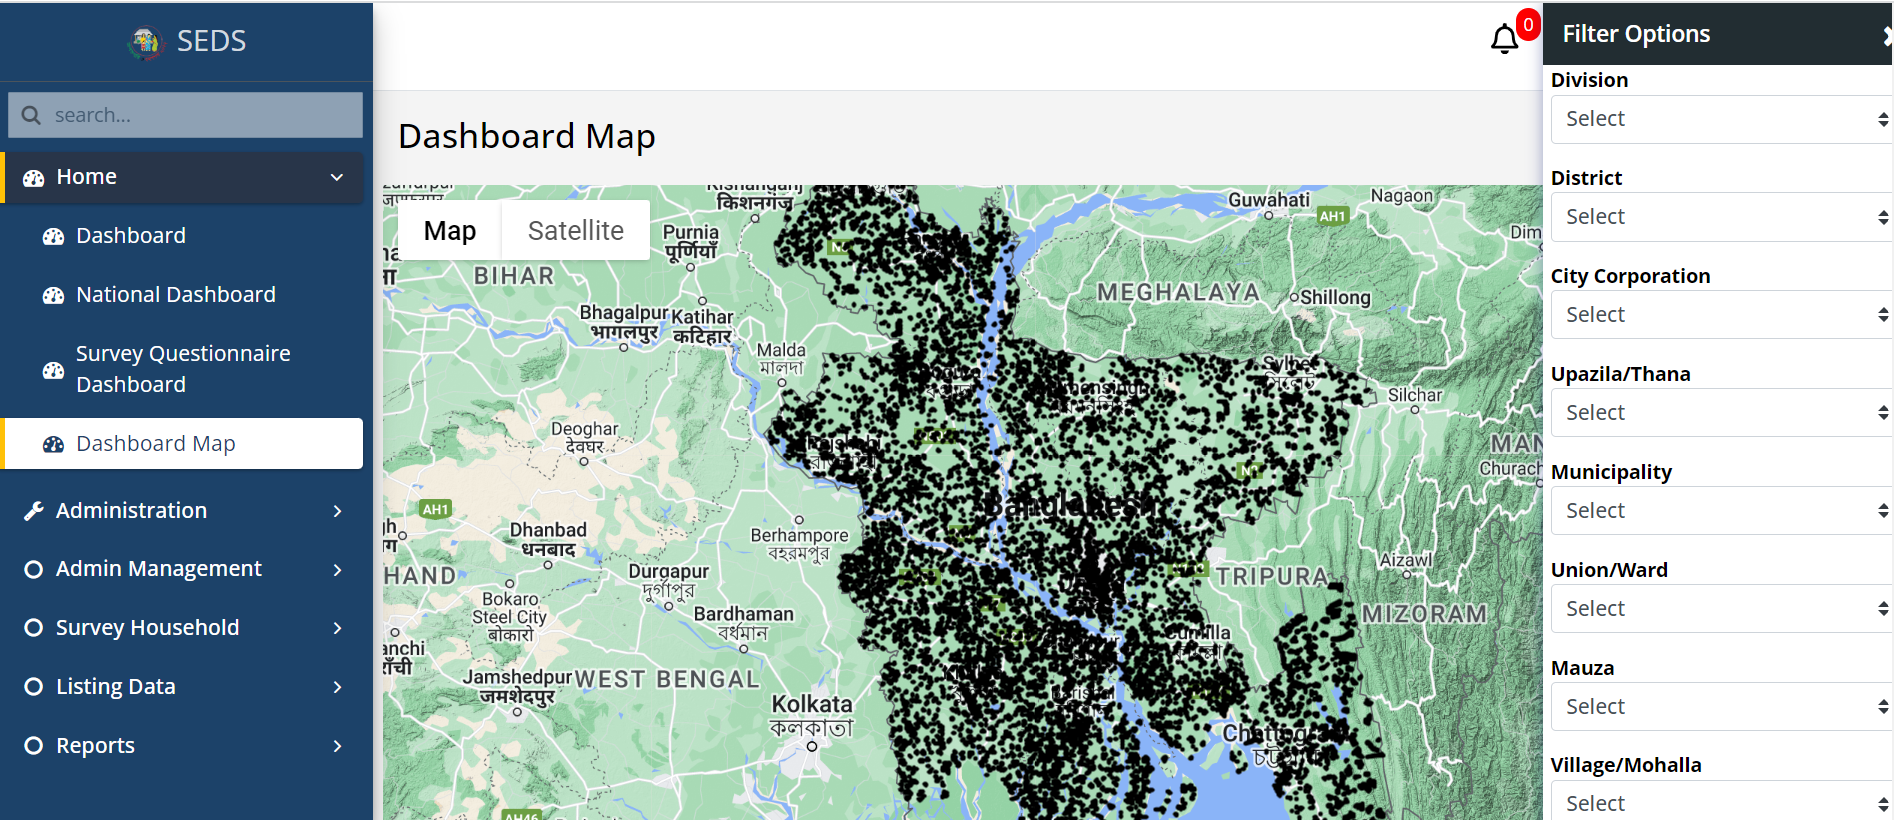 SEDS
search...
Home
Dashboard
National Dashboard
Survey Questionnaire
Dashboard
Dashboard Map
Administration
Admin Management
Survey Household
Listing Data
Reports
0
Dashboard Map
Map
Satellite
किशनगंज
Purnia
पूर्णियाँ
BIHAR
Bhagalpur
भागलपुर
Katihar
कटिहार
Malda
মালদা
Deoghar
देवघर
AH1
Dhanbad
धनबाद
Berhampore
বহরমপুর
Durgapur
দুর্গাপুর
Bokaro
Steel City
बोकारो
Bardhaman
বর্ধমান
Jamshedpur
जमशेदपुर
WEST BENGAL
Kolkata
কলকাতা
Guwahati
AH1
Nagaon
MEGHALAYA
Shillong
Silchar
Bangladesh
Aizawl
TRIPURA
MIZORAM
Filter Options
Division
Select
District
Select
City Corporation
Select
Upazila/Thana
Select
Municipality
Select
Union/Ward
Select
Mauza
Select
Village/Mohalla
Select